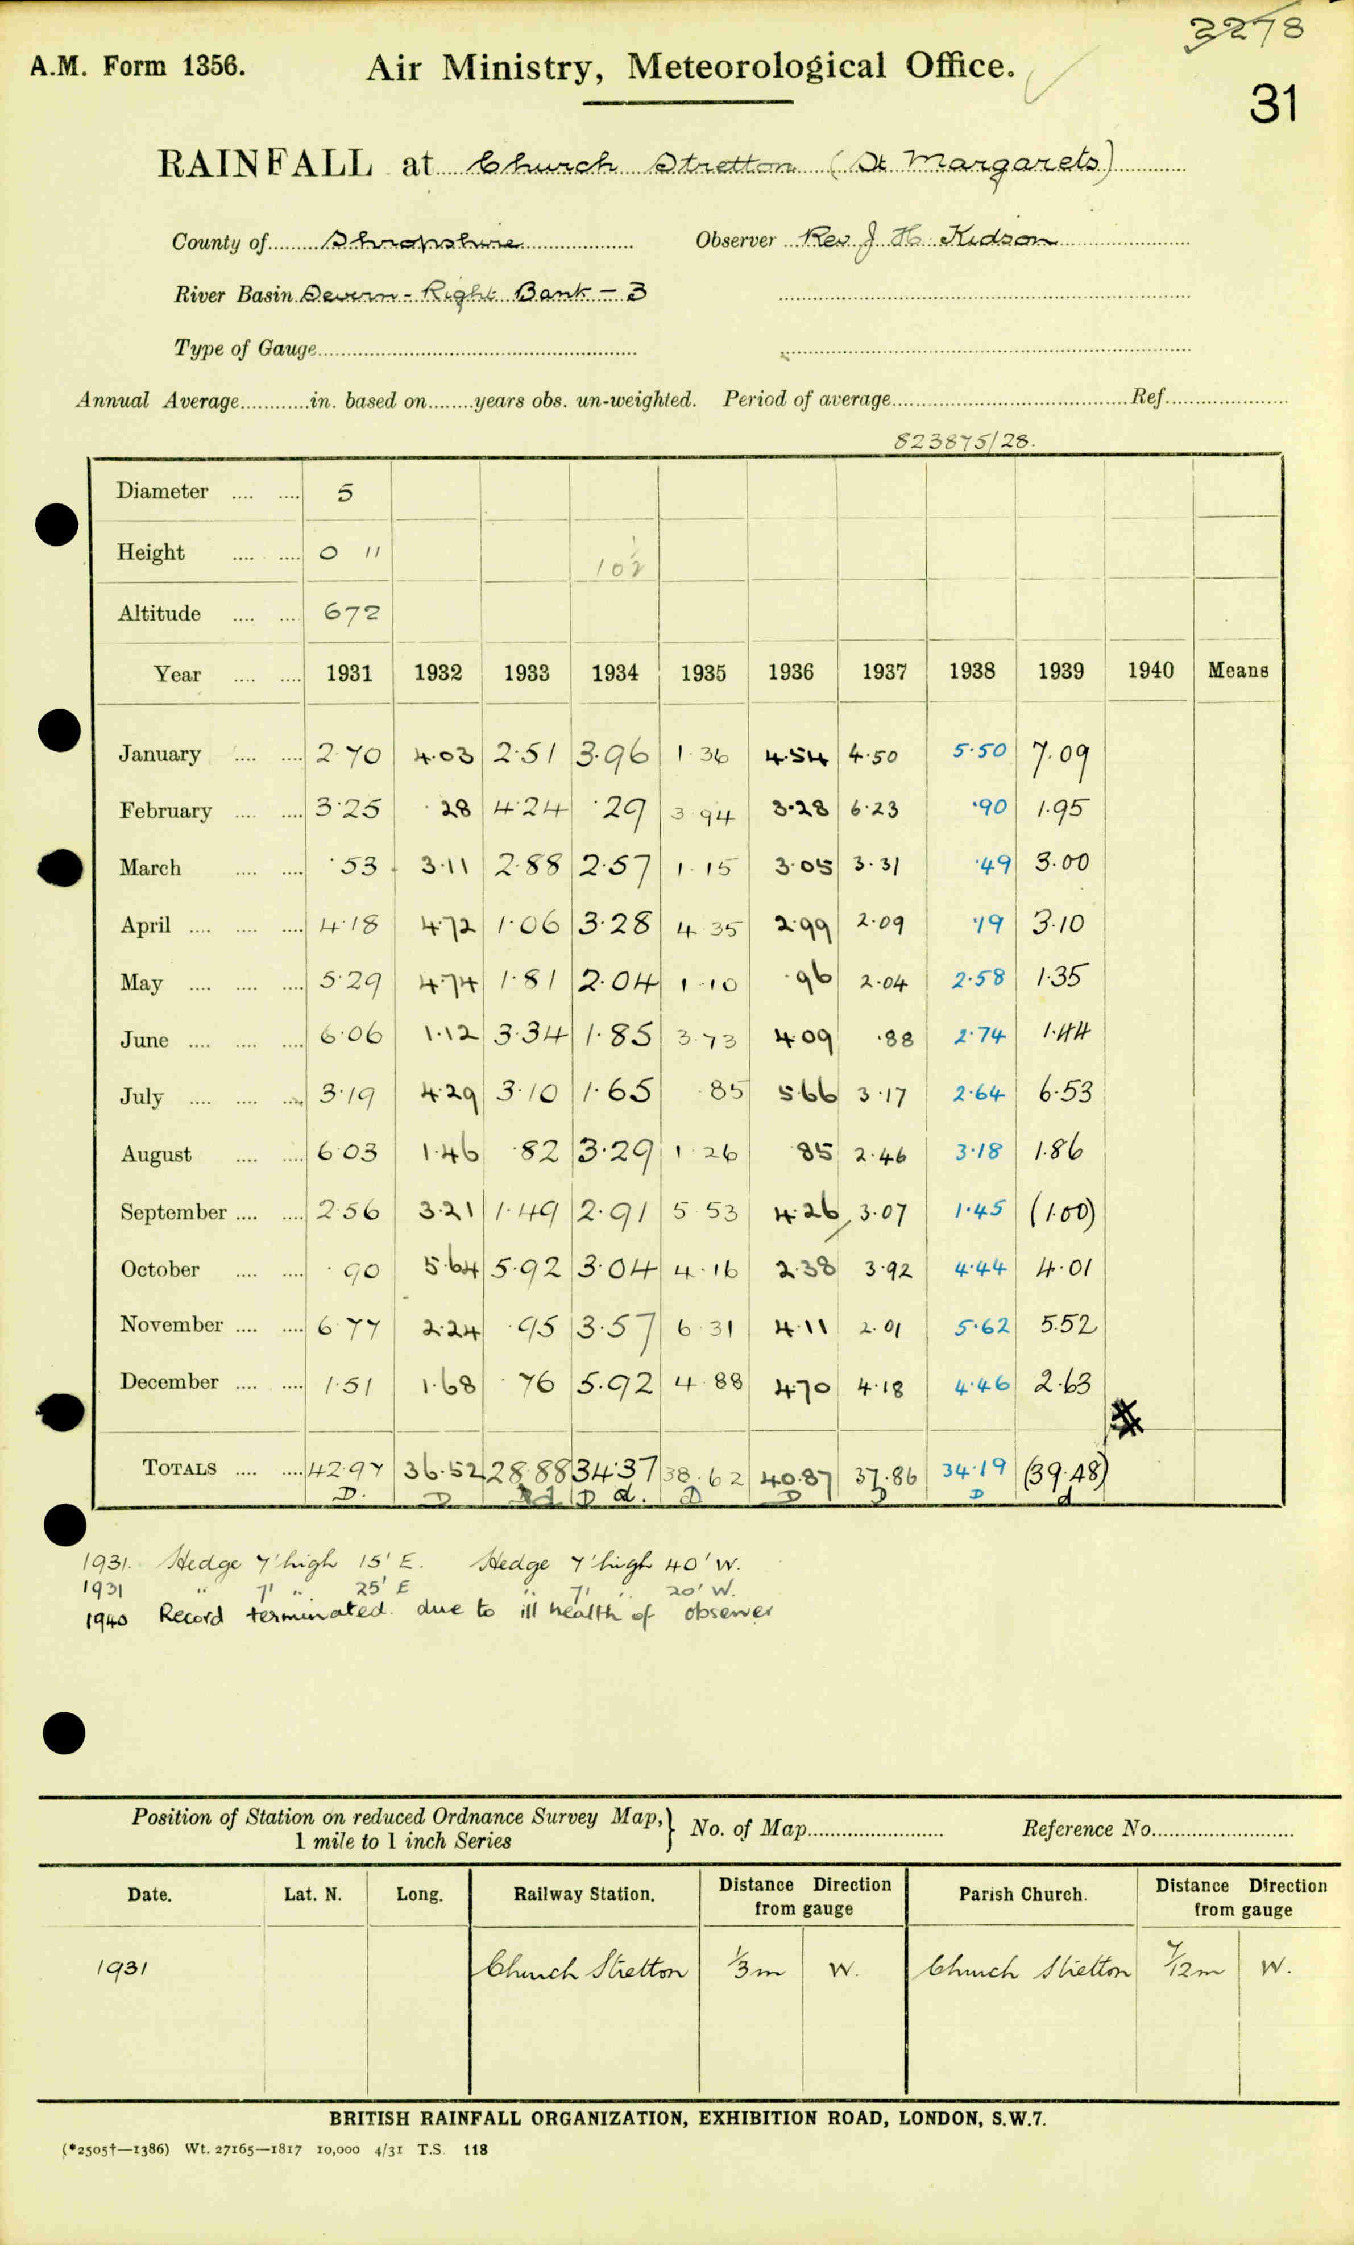 3278
A.M. Form 1356. Air Ministry, Meteorological Office.
31
RAINFALL at Church Stretton (St Margarets)
County of Shropshire Observer Rev J H Kidson
River Basin Severn - Right Bank - 3
Type of Gauge
Annual Average in. based on years obs. un-weighted. Period of average Ref.
823875/28.
Diameter 5
Height 0 11 10½
Altitude 672
Year 1931 1932 1933 1934 1935 1936 1937 1938 1939 1940 Means
January 2.70 4.03 2.51 3.96 1.36 4.54 4.50 5.50 7.09
February 3.25 .28 4.24 .29 3.94 3.28 6.23 .90 1.95
March .53 3.11 2.88 2.57 1.15 3.05 3.31 .49 3.00
April 4.18 4.72 1.06 3.28 4.35 2.99 2.09 .19 3.10
May 5.29 4.74 1.81 2.04 1.10 .96 2.04 2.58 1.35
June 6.06 1.12 3.34 1.85 3.73 4.09 .88 2.74 1.44
July 3.19 4.29 3.10 1.65 .85 5.66 3.17 2.64 6.53
August 6.03 1.46 .82 3.29 1.26 .85 2.46 3.18 1.86
September 2.56 3.21 1.49 2.91 5.53 4.26 3.07 1.45 (1.00)
October .90 5.64 5.92 3.04 4.16 2.38 3.92 4.44 4.01
November 6.77 2.24 .95 3.57 6.31 4.11 2.01 5.62 5.52
December 1.51 1.68 .76 5.92 4.88 4.70 4.18 4.46 2.63
TOTALS 42.97 36.52 28.88 34.37 38.62 40.87 37.86 34.19 (39.48)
D. D d D d. D D D D d
1931. Hedge 7' high 15' E. Hedge 7' high 40' W.
1931 " 7' " 25' E " 7' " 20' W.
1940 Record terminated due to ill health of observer
Position of Station on reduced Ordnance Survey Map, } No. of Map Reference No.
1 mile to 1 inch Series
Date. Lat. N. Long. Railway Station. Distance Direction from gauge Parish Church. Distance Direction from gauge
1931 Church Stretton 1/3 m W. Church Stretton 7/12 m W.
BRITISH RAINFALL ORGANIZATION, EXHIBITION ROAD, LONDON, S.W.7.
(*2505†—1386) Wt. 27165—1817 10,000 4/31 T.S. 118